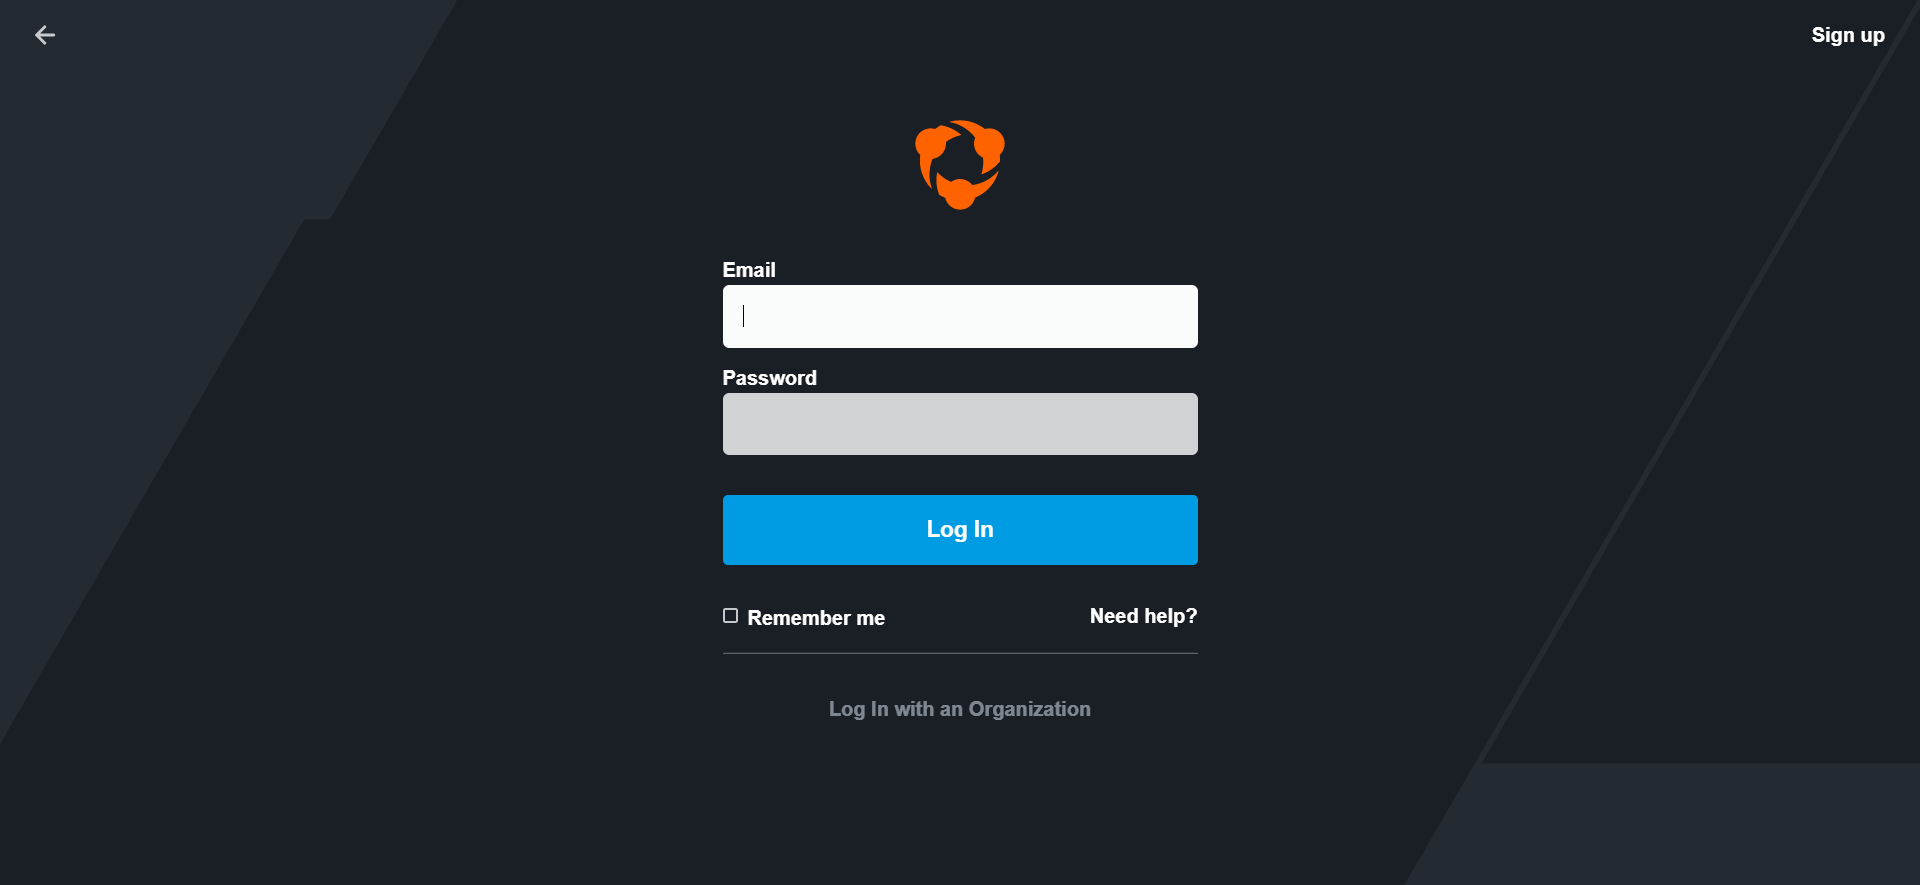 Sign up
Email
Password
Log In
Remember me
Need help?
Log In with an Organization